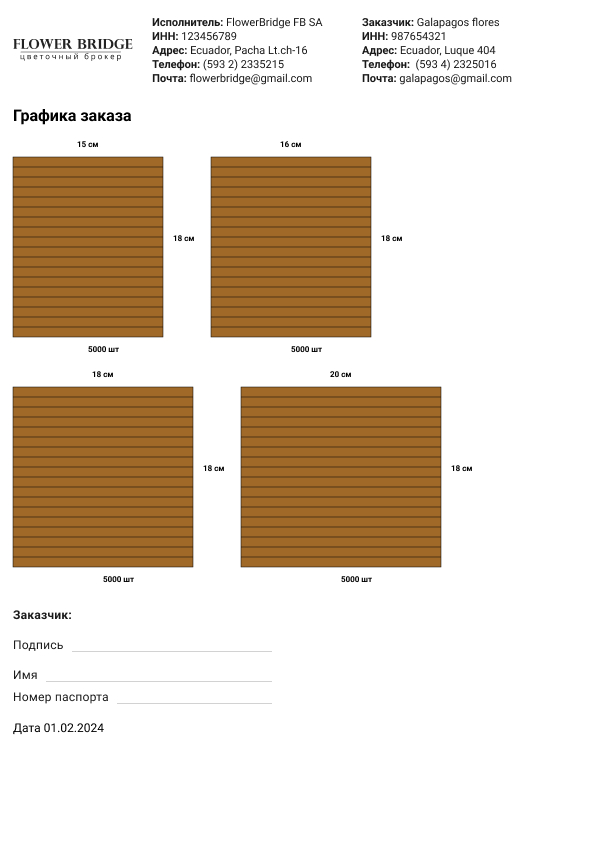 FLOWER BRIDGE
цветочный брокер
Исполнитель: FlowerBridge FB SA
ИНН: 123456789
Адрес: Ecuador, Pacha Lt.ch-16
Телефон: (593 2) 2335215
Почта: flowerbridge@gmail.com
Заказчик: Galapagos flores
ИНН: 987654321
Адрес: Ecuador, Luque 404
Телефон: (593 4) 2325016
Почта: galapagos@gmail.com
Графика заказа
15 см
16 см
18 см
18 см
5000 шт
5000 шт
18 см
20 см
18 см
18 см
5000 шт
5000 шт
Заказчик:
Подпись
Имя
Номер паспорта
Дата 01.02.2024